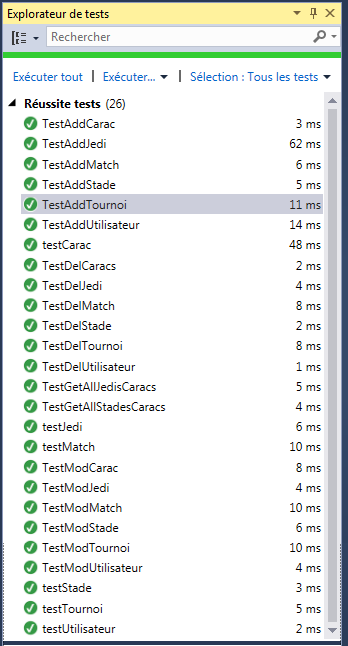 Explorateur de tests
Rechercher
Exécuter tout | Exécuter... | Sélection : Tous les tests
Réussite tests (26)
TestAddCarac 3 ms
TestAddJedi 62 ms
TestAddMatch 6 ms
TestAddStade 5 ms
TestAddTournoi 11 ms
TestAddUtilisateur 14 ms
testCarac 48 ms
TestDelCaracs 2 ms
TestDelJedi 4 ms
TestDelMatch 8 ms
TestDelStade 2 ms
TestDelTournoi 8 ms
TestDelUtilisateur 1 ms
TestGetAllJedisCaracs 5 ms
TestGetAllStadesCaracs 4 ms
testJedi 6 ms
testMatch 10 ms
TestModCarac 8 ms
TestModJedi 4 ms
TestModMatch 10 ms
TestModStade 6 ms
TestModTournoi 10 ms
TestModUtilisateur 4 ms
testStade 3 ms
testTournoi 5 ms
testUtilisateur 2 ms